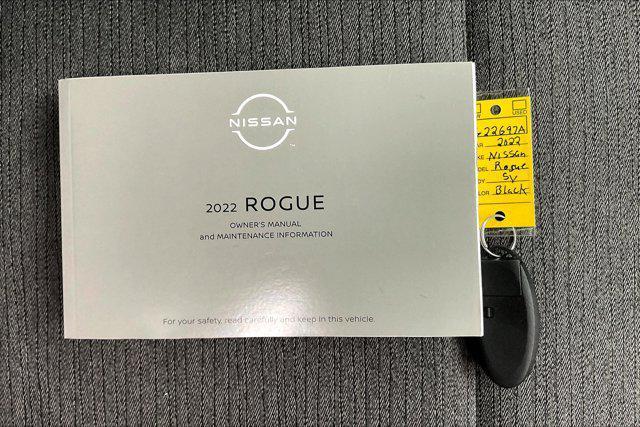 NISSAN
2022 ROGUE
OWNER'S MANUAL
and MAINTENANCE INFORMATION
For your safety, read carefully and keep in this vehicle.
USED
22697A
2022
Nissan
Rogue
SV
Black